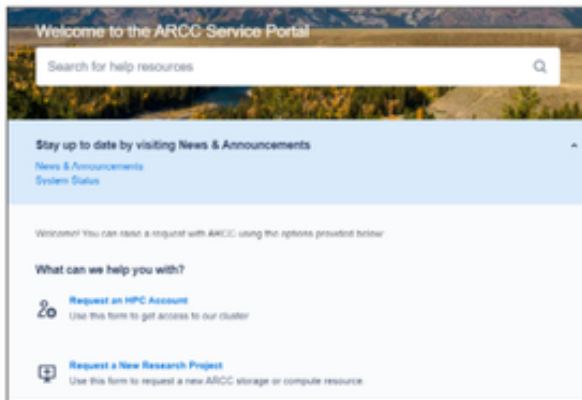 Welcome to the ARCC Service Portal
Search for help resources
Stay up to date by visiting News & Announcements
News & Announcements
System Status
Welcome! You can raise a request with ARCC using the options provided below.
What can we help you with?
Request an HPC Account
Use this form to get access to our cluster
Request a New Research Project
Use this form to request a new ARCC storage or compute resource.